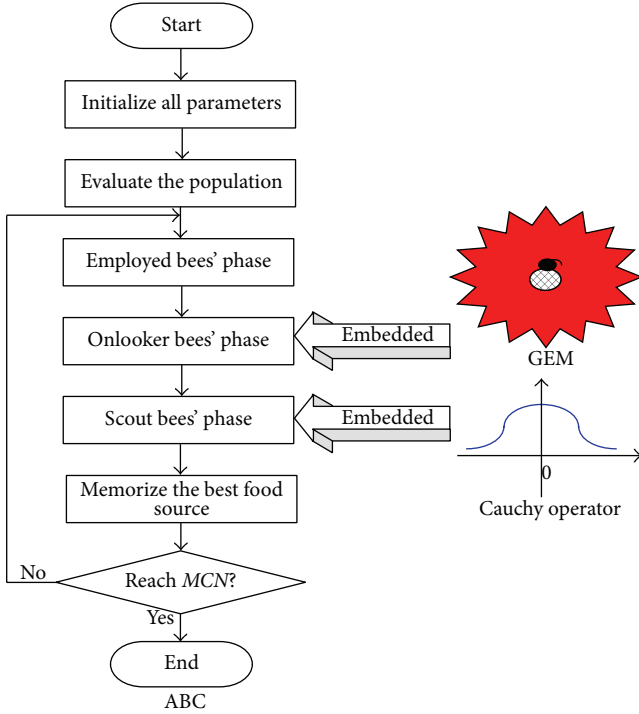 Start
Initialize all parameters
Evaluate the population
Employed bees' phase
Onlooker bees' phase
Embedded
GEM
Scout bees' phase
Embedded
0
Cauchy operator
Memorize the best food
source
No
Reach MCN?
Yes
End
ABC